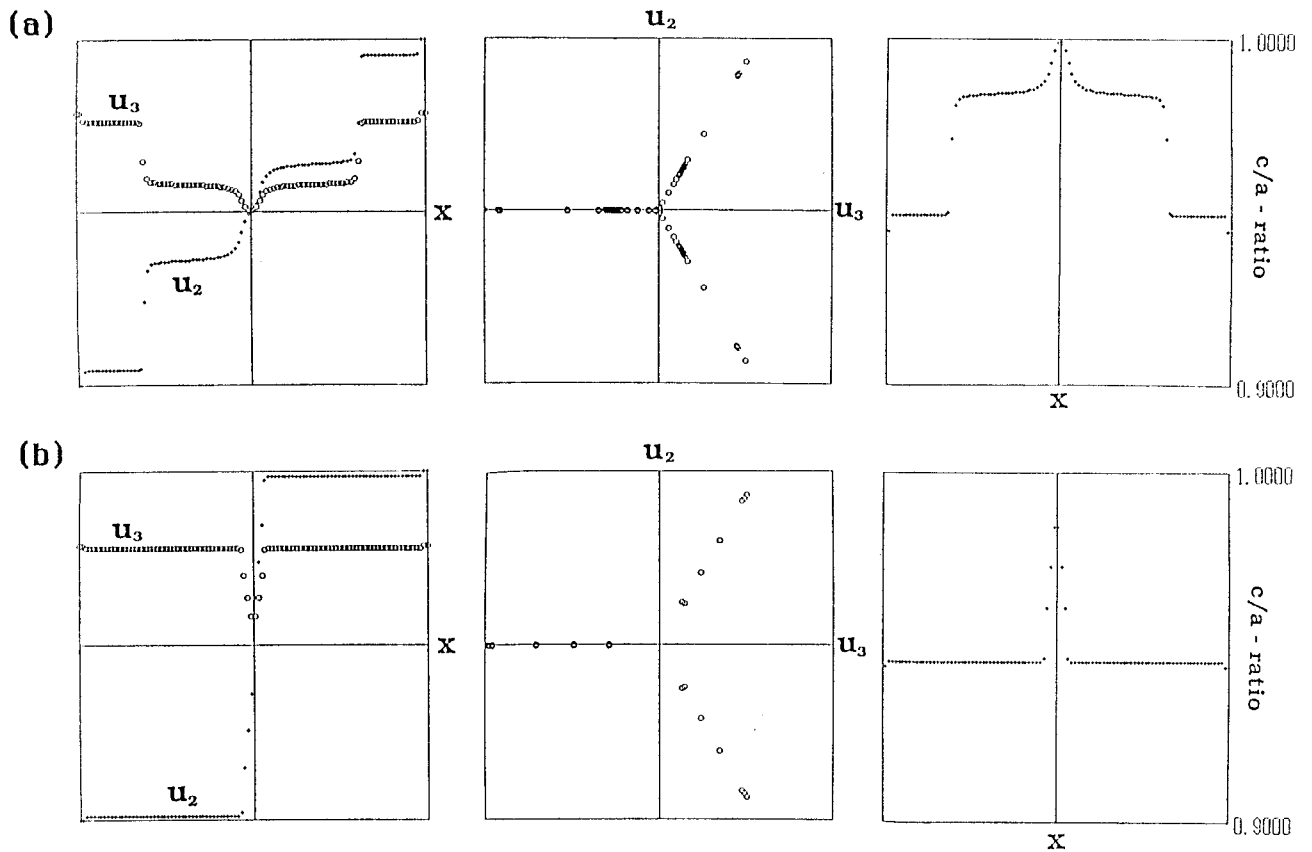 (a)
u₃
u₂
x
u₂
u₃
1.0000
c/a - ratio
0.9000
x
(b)
u₃
u₂
x
u₂
u₃
1.0000
c/a - ratio
0.9000
x